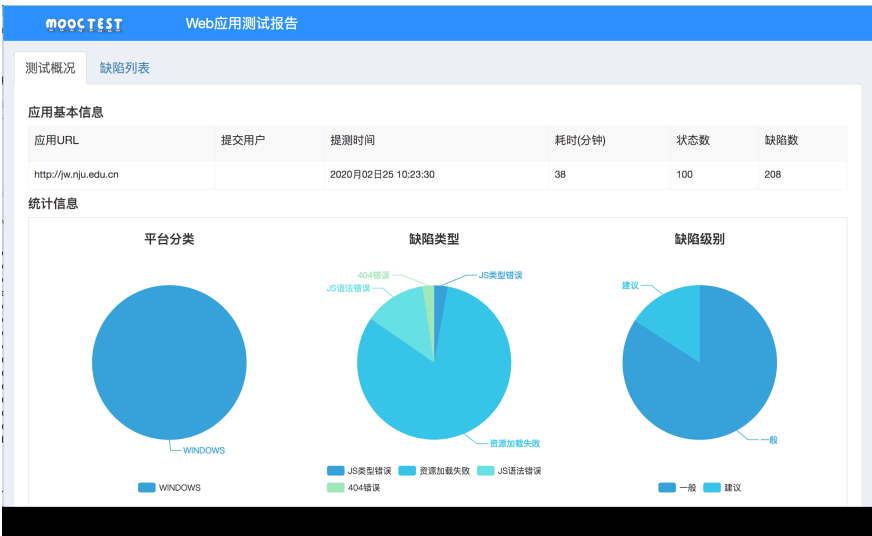 MOOCTEST Web应用测试报告
测试概况 缺陷列表
应用基本信息
应用URL 提交用户 提测时间 耗时(分钟) 状态数 缺陷数
http://jw.nju.edu.cn 2020月02日25 10:23:30 38 100 208
统计信息
平台分类 缺陷类型 缺陷级别
404错误 JS类型错误
JS语法错误 建议
资源加载失败 一般
WINDOWS
JS类型错误 资源加载失败 JS语法错误
WINDOWS 404错误 一般 建议